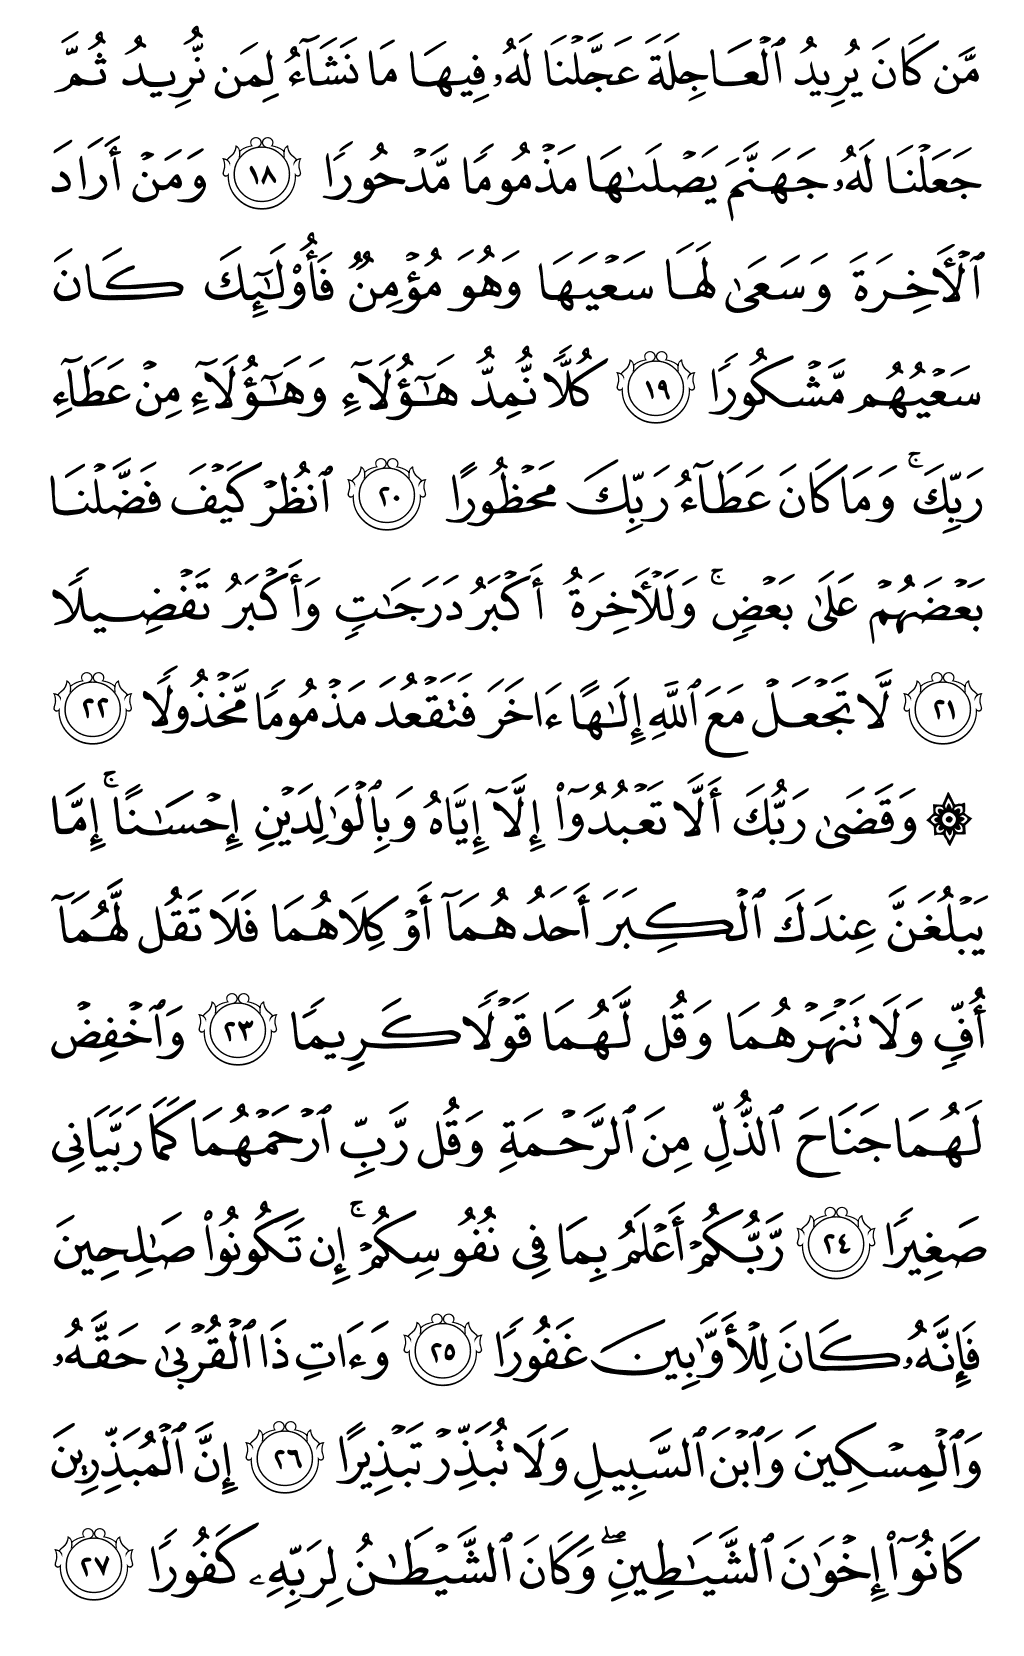 مَّن كَانَ يُرِيدُ ٱلْعَاجِلَةَ عَجَّلْنَا لَهُۥ فِيهَا مَا نَشَآءُ لِمَن نُّرِيدُ ثُمَّ
جَعَلْنَا لَهُۥ جَهَنَّمَ يَصْلَىٰهَا مَذْمُومًا مَّدْحُورًا ١٨ وَمَنْ أَرَادَ
ٱلْـَٔاخِرَةَ وَسَعَىٰ لَهَا سَعْيَهَا وَهُوَ مُؤْمِنٌ فَأُو۟لَـٰٓئِكَ كَانَ
سَعْيُهُم مَّشْكُورًا ١٩ كُلًّا نُّمِدُّ هَـٰٓؤُلَآءِ وَهَـٰٓؤُلَآءِ مِنْ عَطَآءِ
رَبِّكَ ۚ وَمَا كَانَ عَطَآءُ رَبِّكَ مَحْظُورًا ٢٠ ٱنظُرْ كَيْفَ فَضَّلْنَا
بَعْضَهُمْ عَلَىٰ بَعْضٍ ۚ وَلَلْـَٔاخِرَةُ أَكْبَرُ دَرَجَـٰتٍ وَأَكْبَرُ تَفْضِيلًا
٢١ لَّا تَجْعَلْ مَعَ ٱللَّهِ إِلَـٰهًا ءَاخَرَ فَتَقْعُدَ مَذْمُومًا مَّخْذُولًا ٢٢
۞ وَقَضَىٰ رَبُّكَ أَلَّا تَعْبُدُوٓا۟ إِلَّآ إِيَّاهُ وَبِٱلْوَٰلِدَيْنِ إِحْسَـٰنًا ۚ إِمَّا
يَبْلُغَنَّ عِندَكَ ٱلْكِبَرَ أَحَدُهُمَآ أَوْ كِلَاهُمَا فَلَا تَقُل لَّهُمَآ
أُفٍّ وَلَا تَنْهَرْهُمَا وَقُل لَّهُمَا قَوْلًا كَرِيمًا ٢٣ وَٱخْفِضْ
لَهُمَا جَنَاحَ ٱلذُّلِّ مِنَ ٱلرَّحْمَةِ وَقُل رَّبِّ ٱرْحَمْهُمَا كَمَا رَبَّيَانِى
صَغِيرًا ٢٤ رَّبُّكُمْ أَعْلَمُ بِمَا فِى نُفُوسِكُمْ ۚ إِن تَكُونُوا۟ صَـٰلِحِينَ
فَإِنَّهُۥ كَانَ لِلْأَوَّٰبِينَ غَفُورًا ٢٥ وَءَاتِ ذَا ٱلْقُرْبَىٰ حَقَّهُۥ
وَٱلْمِسْكِينَ وَٱبْنَ ٱلسَّبِيلِ وَلَا تُبَذِّرْ تَبْذِيرًا ٢٦ إِنَّ ٱلْمُبَذِّرِينَ
كَانُوٓا۟ إِخْوَٰنَ ٱلشَّيَـٰطِينِ ۖ وَكَانَ ٱلشَّيْطَـٰنُ لِرَبِّهِۦ كَفُورًا ٢٧